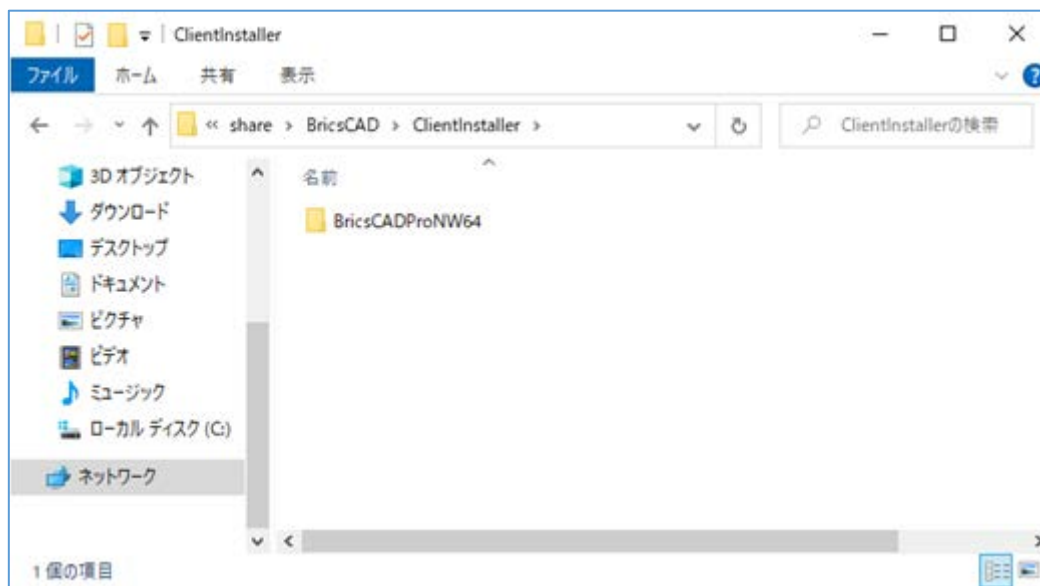 ClientInstaller
ファイル ホーム 共有 表示
« share > BricsCAD > ClientInstaller > ClientInstallerの検索
3D オブジェクト
名前
ダウンロード
BricsCADProNW64
デスクトップ
ドキュメント
ピクチャ
ビデオ
ミュージック
ローカル ディスク (C:)
ネットワーク
1 個の項目